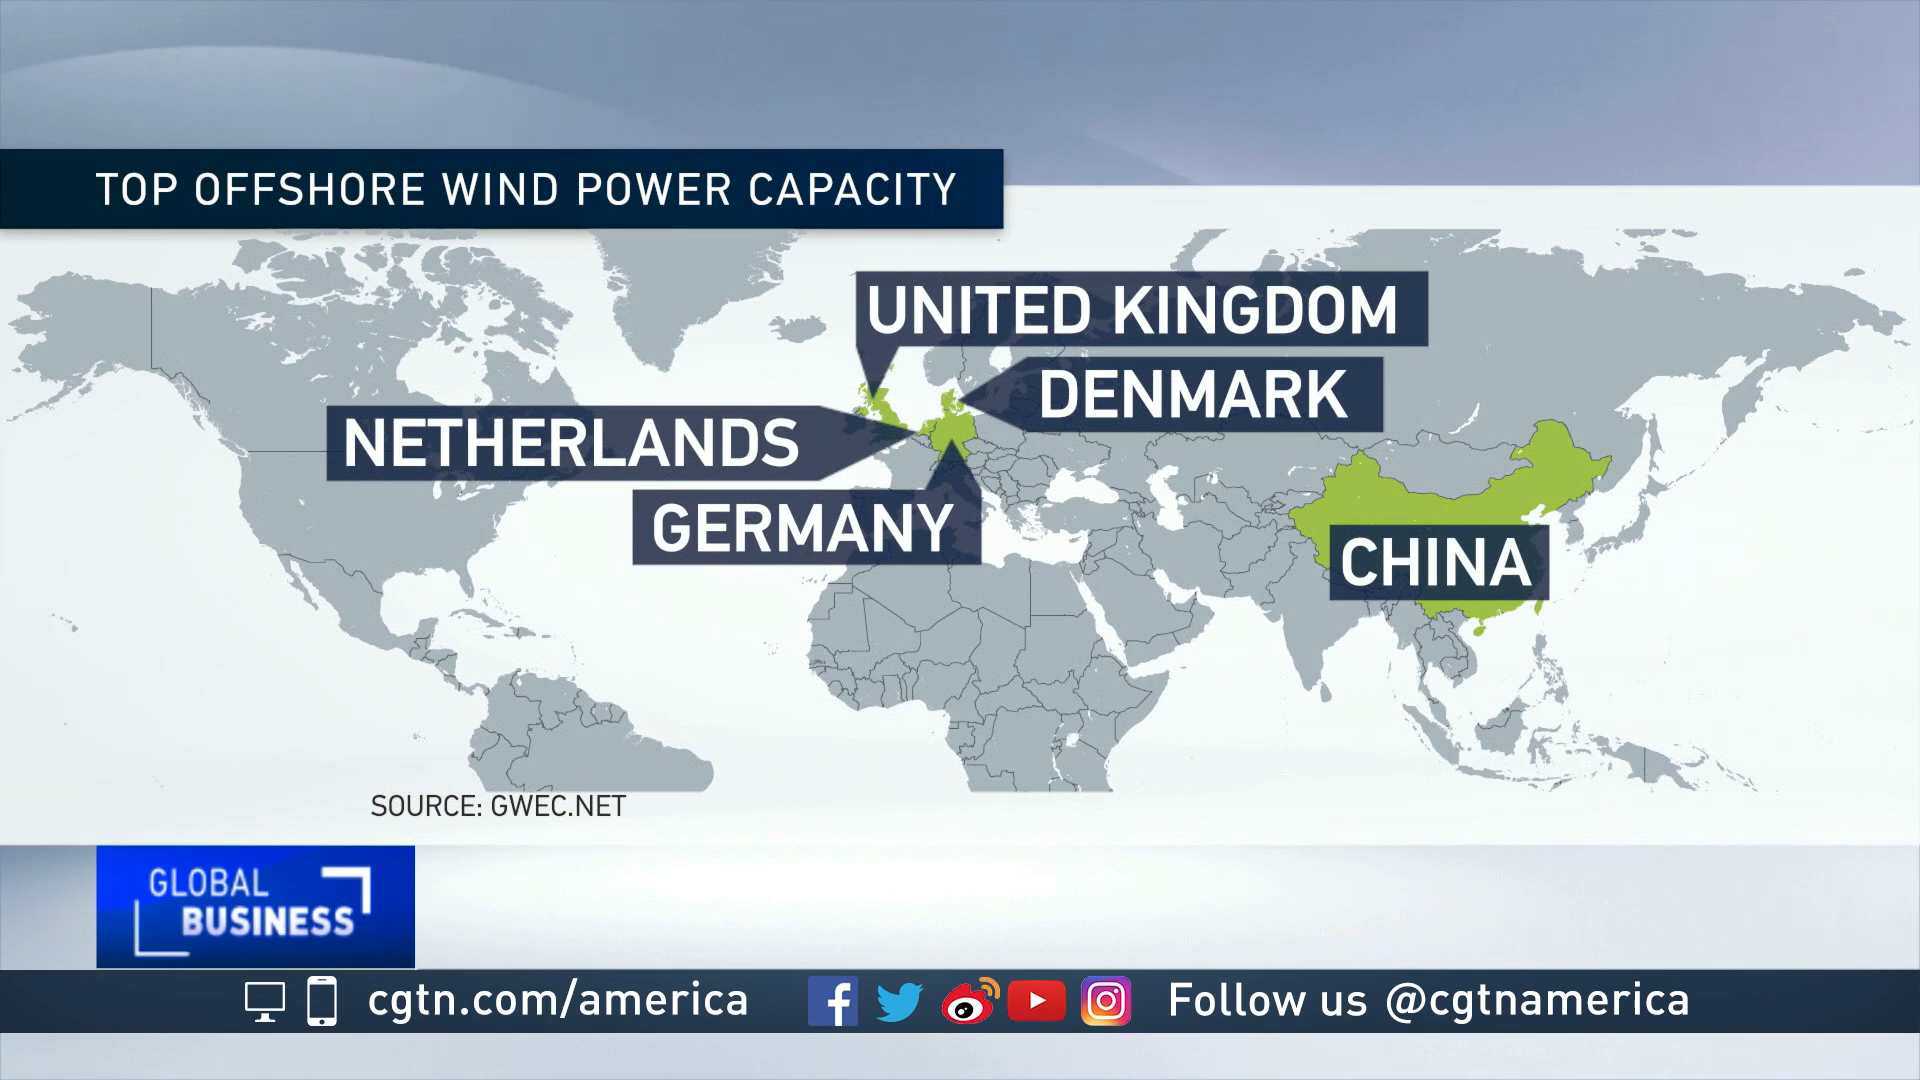 TOP OFFSHORE WIND POWER CAPACITY
UNITED KINGDOM
DENMARK
NETHERLANDS
GERMANY
CHINA
SOURCE: GWEC.NET
GLOBAL
BUSINESS
cgtn.com/america
Follow us @cgtnamerica